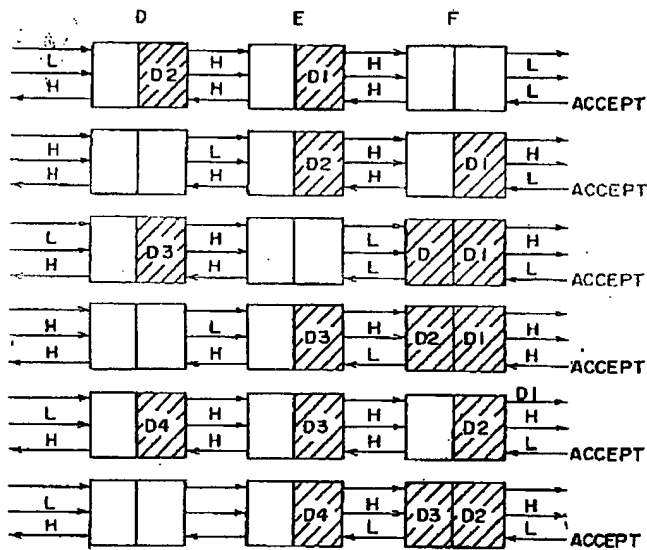 D E F
L H H L
D2 D1
H H H L ACCEPT
H L H H
D2 D1
H H H L ACCEPT
L H L H
D3 D D1
H H L L ACCEPT
H L H H
D3 D2 D1
H H L H ACCEPT
D1
L H H H
D4 D3 D2
H H H L ACCEPT
L H H
D4 D3 D2
H L L ACCEPT